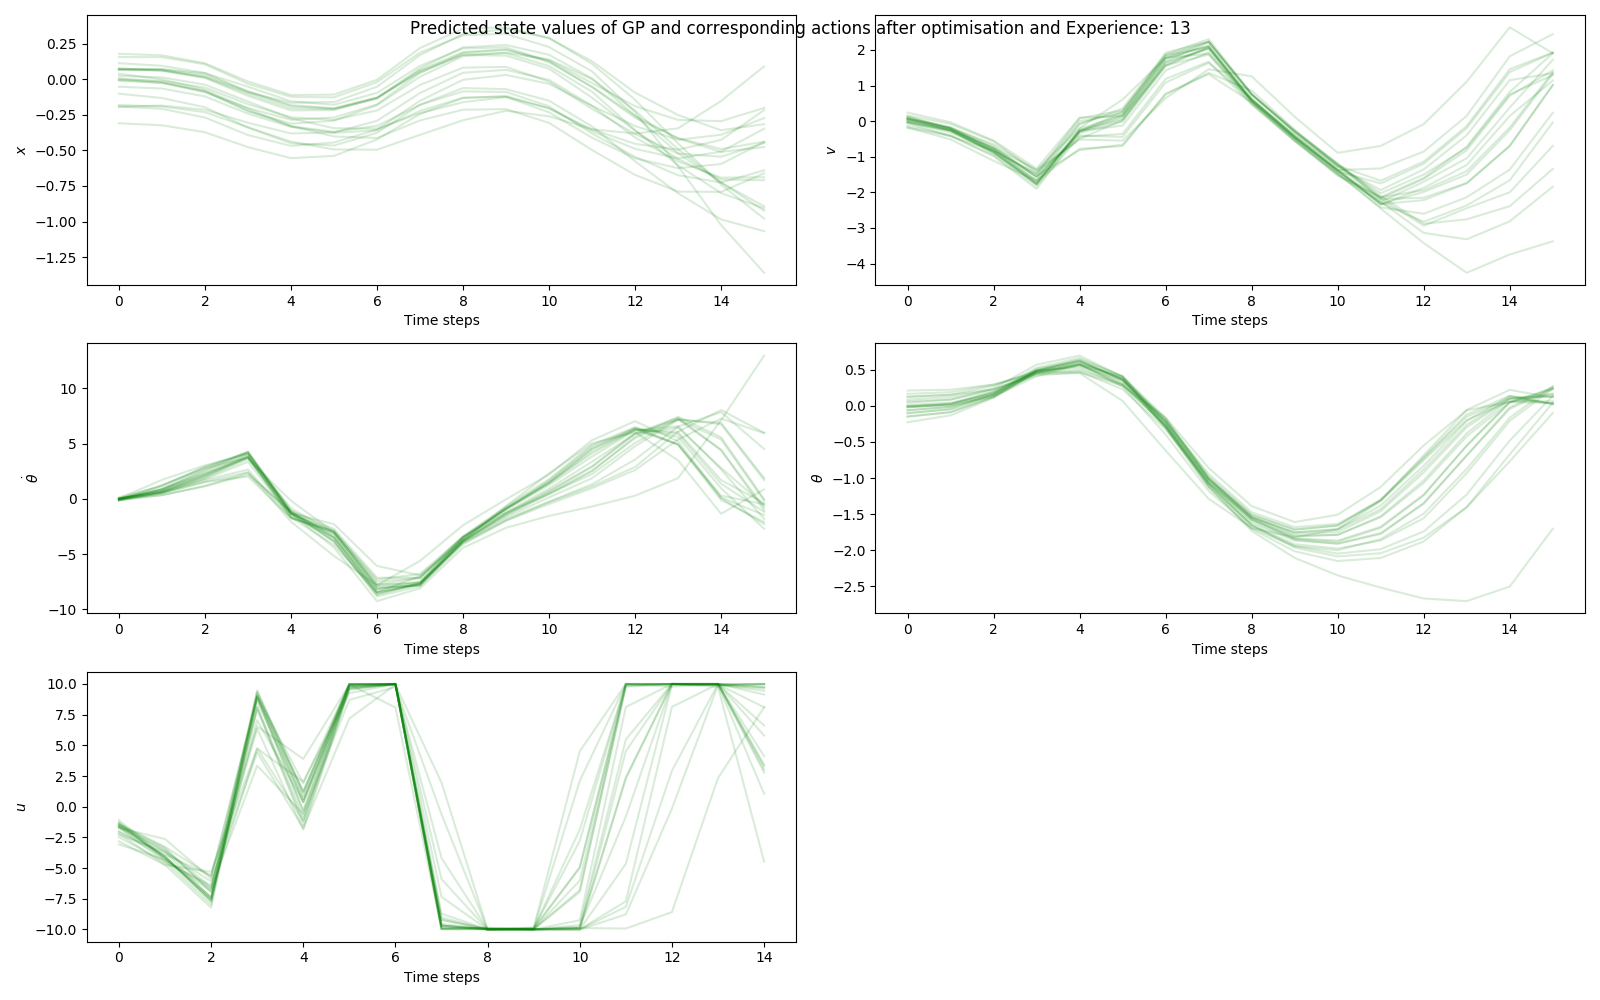 Predicted state values of GP and corresponding actions after optimisation and Experience: 13
0.25
0.00
−0.25
−0.50
−0.75
−1.00
−1.25
x
0 2 4 6 8 10 12 14
Time steps
2
1
0
−1
−2
−3
−4
v
0 2 4 6 8 10 12 14
Time steps
10
5
0
−5
−10
θ̇
0 2 4 6 8 10 12 14
Time steps
0.5
0.0
−0.5
−1.0
−1.5
−2.0
−2.5
θ
0 2 4 6 8 10 12 14
Time steps
10.0
7.5
5.0
2.5
0.0
−2.5
−5.0
−7.5
−10.0
u
0 2 4 6 8 10 12 14
Time steps